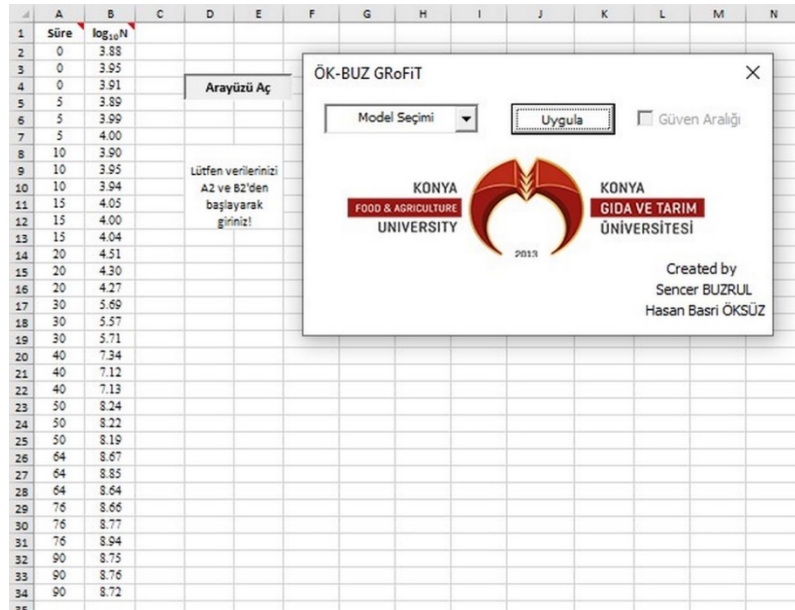 A B C D E F G H I J K L M N
1 Süre log₁₀N
2 0 3.88
3 0 3.95
4 0 3.91
5 5 3.89
6 5 3.99
7 5 4.00
8 10 3.90
9 10 3.95
10 10 3.94
11 15 4.05
12 15 4.00
13 15 4.04
14 20 4.51
15 20 4.30
16 20 4.27
17 30 5.69
18 30 5.57
19 30 5.71
20 40 7.34
21 40 7.12
22 40 7.13
23 50 8.24
24 50 8.22
25 50 8.19
26 64 8.67
27 64 8.85
28 64 8.64
29 76 8.66
30 76 8.77
31 76 8.94
32 90 8.75
33 90 8.76
34 90 8.72
35
Arayüzü Aç
Lütfen verilerinizi
A2 ve B2'den
başlayarak
giriniz!
ÖK-BUZ GRoFiT
Model Seçimi Uygula Güven Aralığı
KONYA
FOOD & AGRICULTURE
UNIVERSITY
2013
KONYA
GIDA VE TARIM
ÜNİVERSİTESİ
Created by
Sencer BUZRUL
Hasan Basri ÖKSÜZ